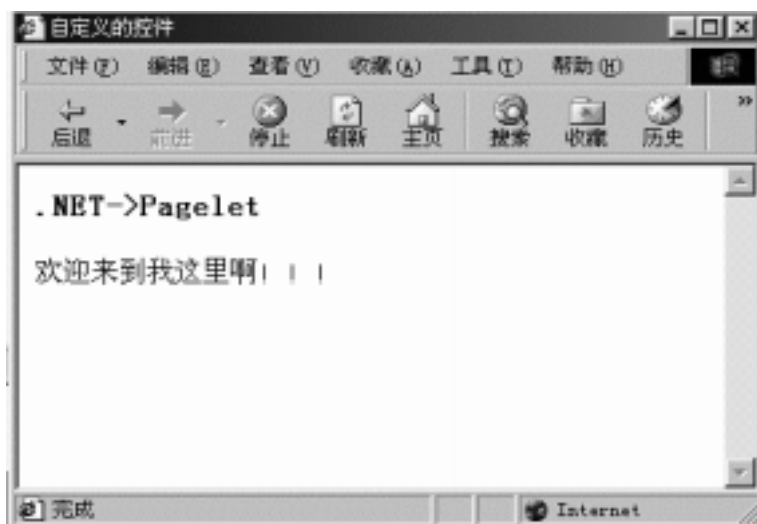 自定义的控件
文件(F) 编辑(E) 查看(V) 收藏(A) 工具(T) 帮助(H)
后退 前进 停止 刷新 主页 搜索 收藏 历史 »
.NET->Pagelet
欢迎来到我这里啊！！！
完成 Internet